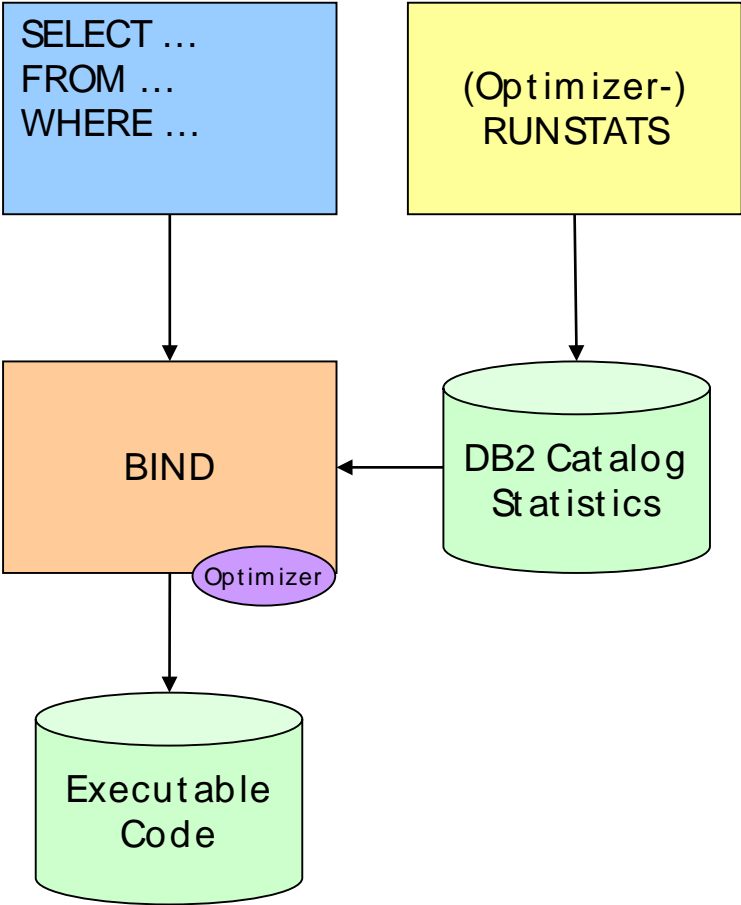 SELECT …
FROM …
WHERE …
(Optimizer-)
RUNSTATS
BIND
DB2 Catalog
Statistics
Optimizer
Executable
Code